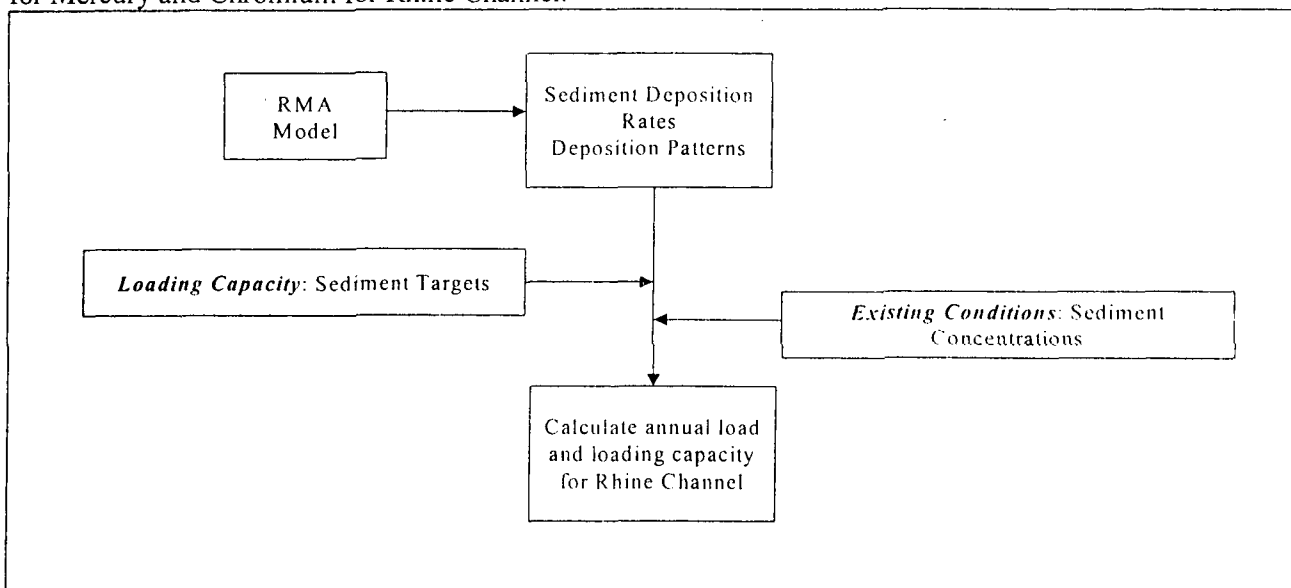 for Mercury and Chromium for Rhine Channel.
RMA
Model
Sediment Deposition
Rates
Deposition Patterns
Loading Capacity: Sediment Targets
Existing Conditions: Sediment
Concentrations
Calculate annual load
and loading capacity
for Rhine Channel